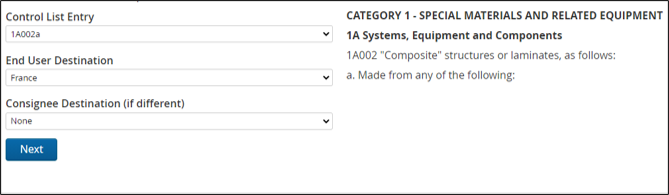 Control List Entry
1A002a
End User Destination
France
Consignee Destination (if different)
None
Next
CATEGORY 1 - SPECIAL MATERIALS AND RELATED EQUIPMENT
1A Systems, Equipment and Components
1A002 "Composite" structures or laminates, as follows:
a. Made from any of the following: